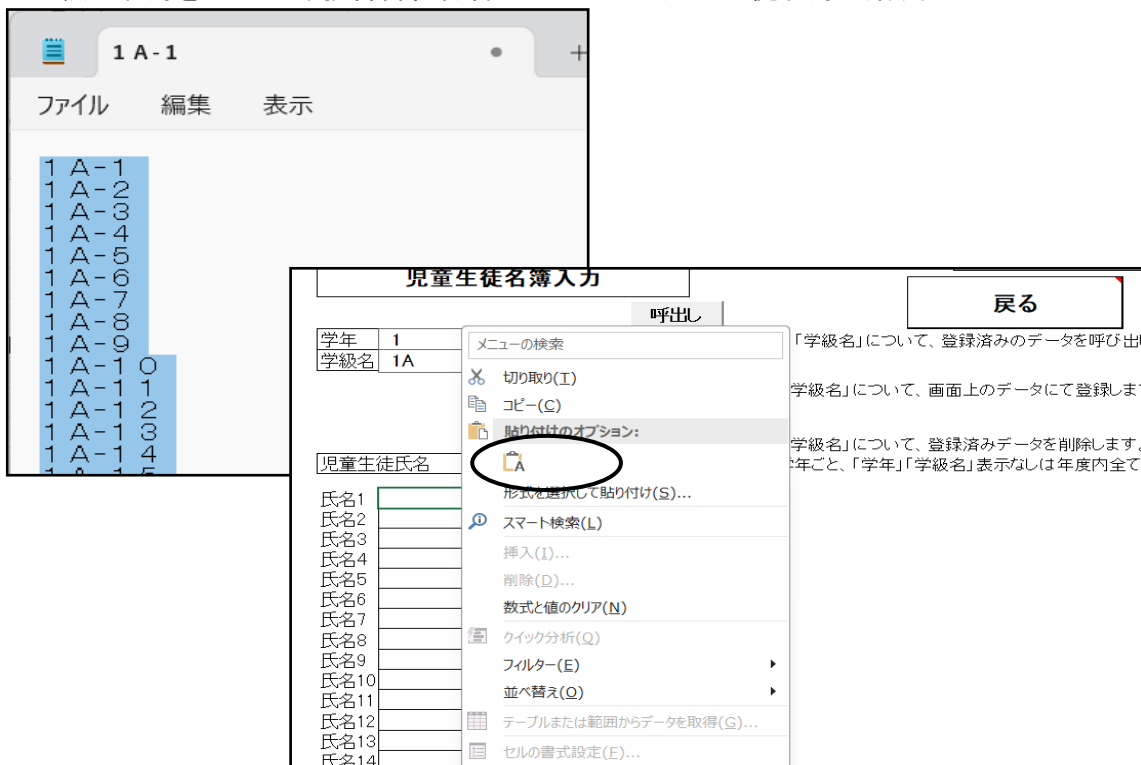 １Ａ-１
ファイル 編集 表示
１Ａ－１
１Ａ－２
１Ａ－３
１Ａ－４
１Ａ－５
１Ａ－６
１Ａ－７
１Ａ－８
１Ａ－９
１Ａ－１０
１Ａ－１１
１Ａ－１２
１Ａ－１３
１Ａ－１４
児童生徒名簿入力
戻る
呼出し
学年 1
学級名 1A
「学級名」について、登録済みのデータを呼び出
学級名」について、画面上のデータにて登録しま
学級名」について、登録済みデータを削除します。
年ごと、「学年」「学級名」表示なしは年度内全て
児童生徒氏名
氏名1
氏名2
氏名3
氏名4
氏名5
氏名6
氏名7
氏名8
氏名9
氏名10
氏名11
氏名12
氏名13
氏名14
メニューの検索
切り取り(T)
コピー(C)
貼り付けのオプション:
形式を選択して貼り付け(S)...
スマート検索(L)
挿入(I)...
削除(D)...
数式と値のクリア(N)
クイック分析(Q)
フィルター(E)
並べ替え(O)
テーブルまたは範囲からデータを取得(G)...
セルの書式設定(F)...